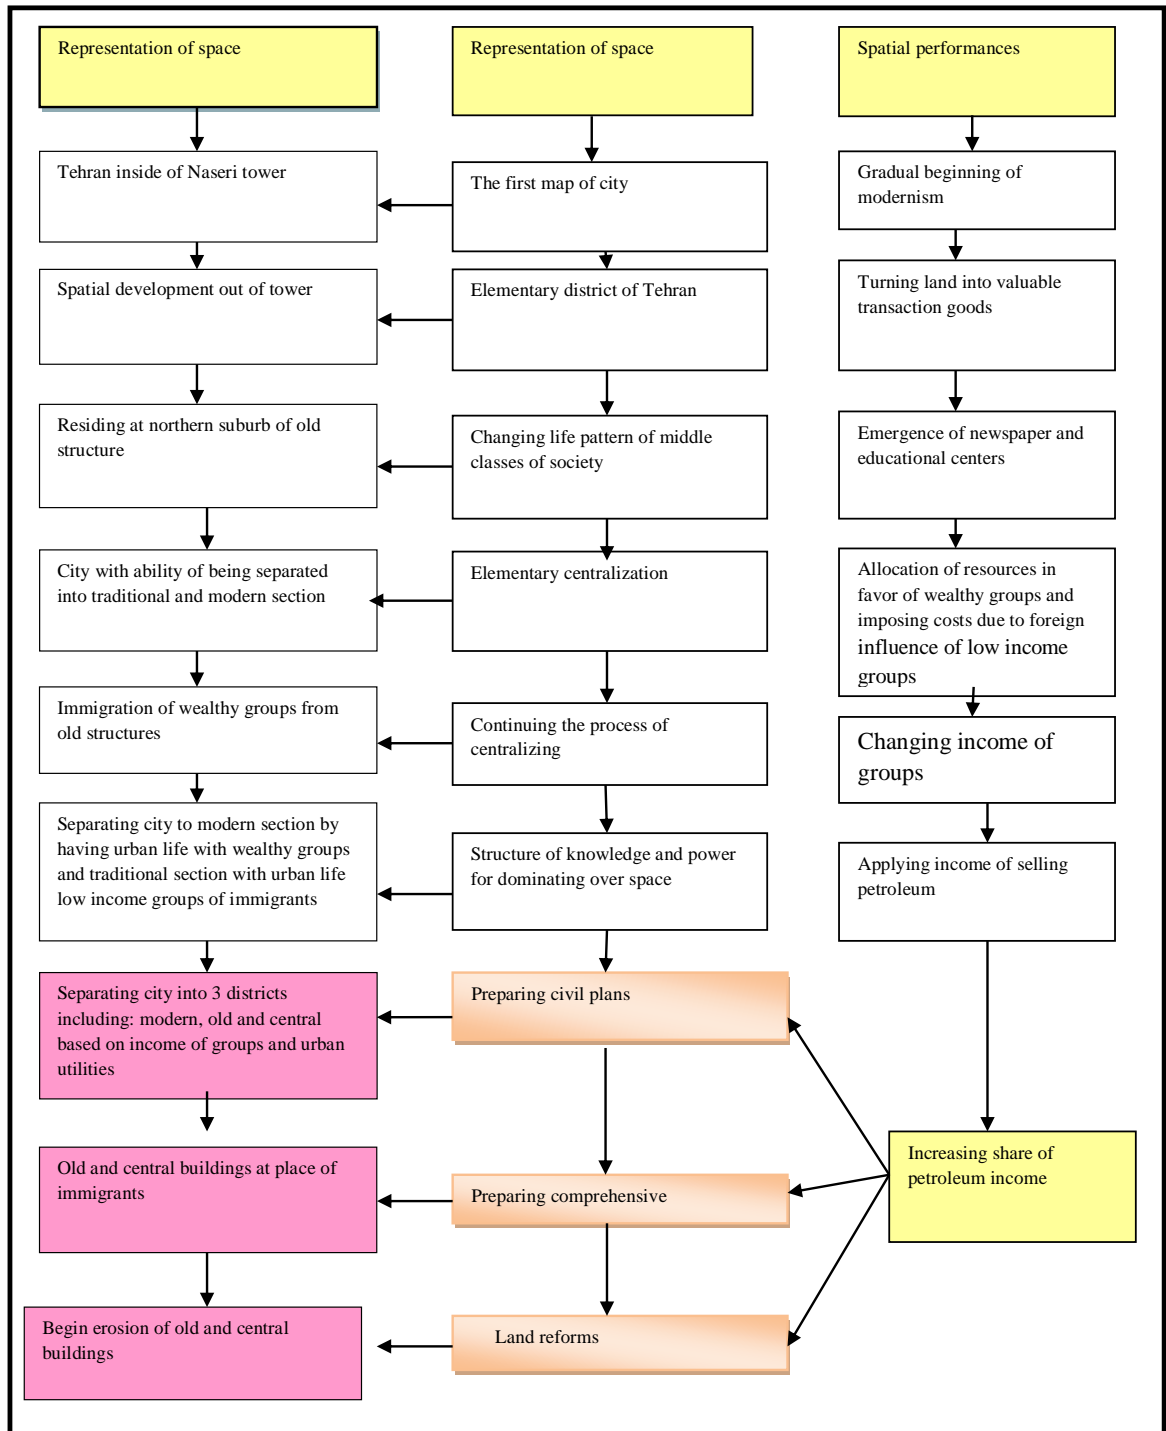 Representation of space
Representation of space
Spatial performances
Tehran inside of Naseri tower
The first map of city
Gradual beginning of
modernism
Spatial development out of tower
Elementary district of Tehran
Turning land into valuable
transaction goods
Residing at northern suburb of old
structure
Changing life pattern of middle
classes of society
Emergence of newspaper and
educational centers
City with ability of being separated
into traditional and modern section
Elementary centralization
Allocation of resources in
favor of wealthy groups and
imposing costs due to foreign
influence of low income
groups
Immigration of wealthy groups from
old structures
Continuing the process of
centralizing
Changing income of
groups
Separating city to modern section by
having urban life with wealthy groups
and traditional section with urban life
low income groups of immigrants
Structure of knowledge and power
for dominating over space
Applying income of selling
petroleum
Separating city into 3 districts
including: modern, old and central
based on income of groups and urban
utilities
Preparing civil plans
Old and central buildings at place of
immigrants
Preparing comprehensive
Increasing share of
petroleum income
Begin erosion of old and central
buildings
Land reforms